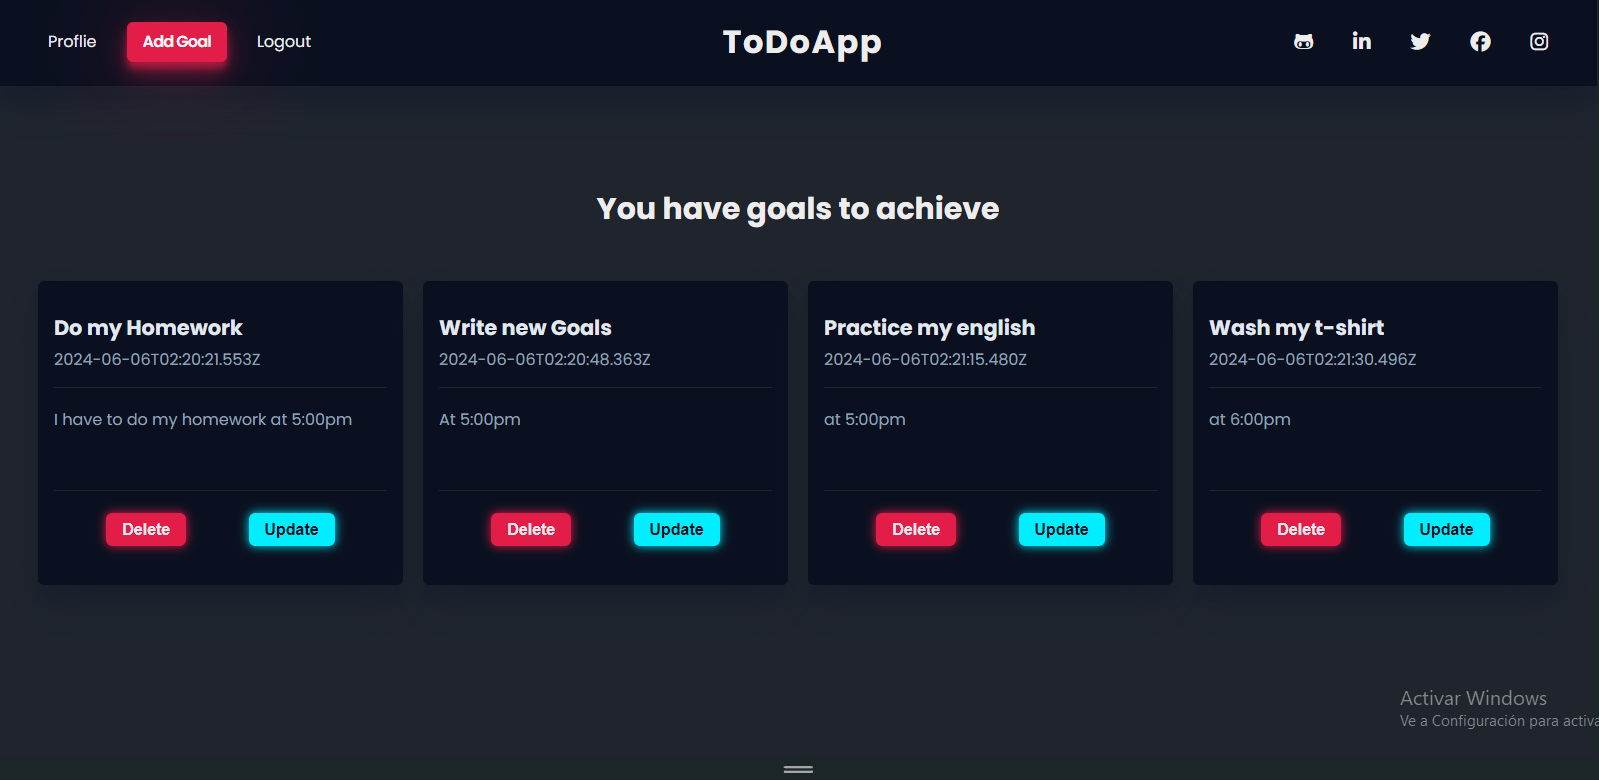 Proflie Add Goal Logout ToDoApp
You have goals to achieve
Do my Homework
2024-06-06T02:20:21.553Z
I have to do my homework at 5:00pm
Delete Update
Write new Goals
2024-06-06T02:20:48.363Z
At 5:00pm
Delete Update
Practice my english
2024-06-06T02:21:15.480Z
at 5:00pm
Delete Update
Wash my t-shirt
2024-06-06T02:21:30.496Z
at 6:00pm
Delete Update
Activar Windows
Ve a Configuración para activa